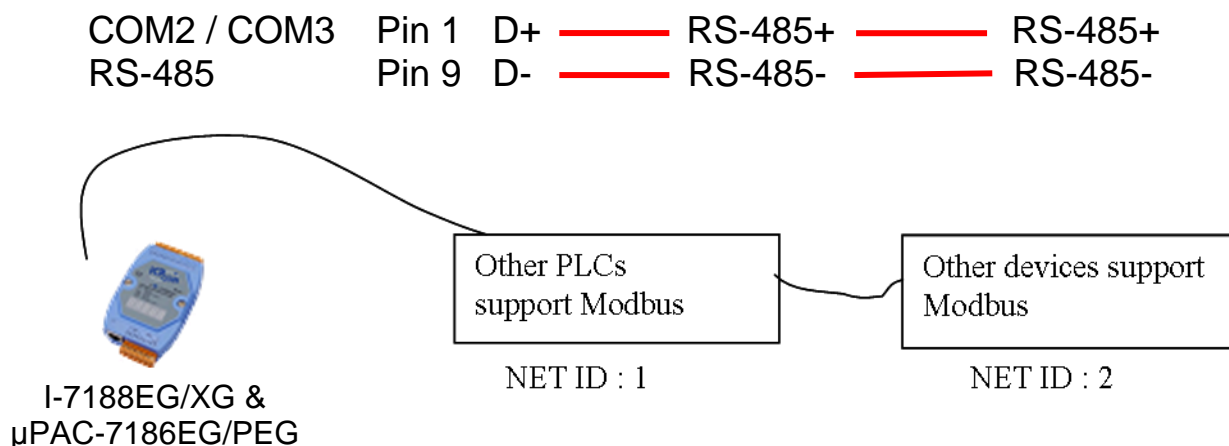 COM2 / COM3 Pin 1 D+ RS-485+ RS-485+
RS-485 Pin 9 D- RS-485- RS-485-
Other PLCs
support Modbus
Other devices support
Modbus
NET ID : 1
NET ID : 2
I-7188EG/XG &
µPAC-7186EG/PEG